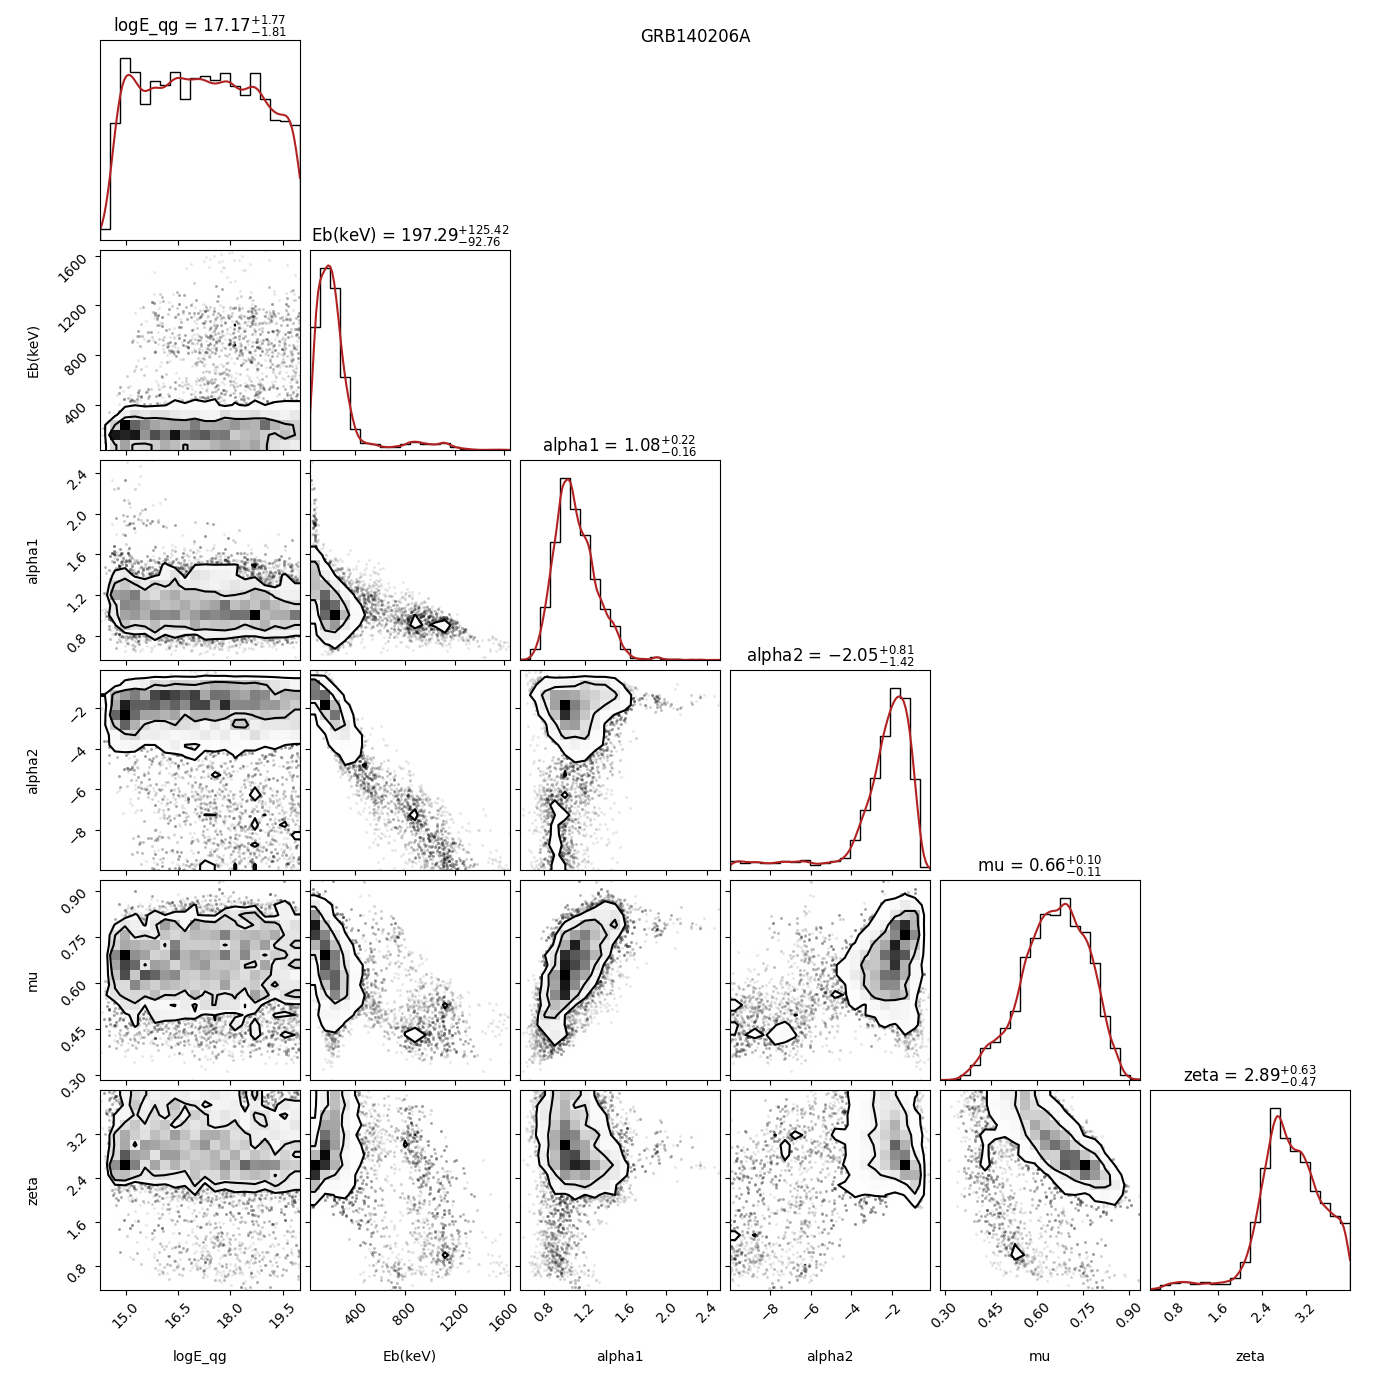 GRB140206A
logE_qg = 17.17+1.77−1.81
Eb(keV) = 197.29+125.42−92.76
1600
1200
800
400
Eb(keV)
alpha1 = 1.08+0.22−0.16
2.4
2.0
1.6
1.2
0.8
alpha1
alpha2 = −2.05+0.81−1.42
−2
−4
−6
−8
alpha2
mu = 0.66+0.10−0.11
0.90
0.75
0.60
0.45
0.30
mu
zeta = 2.89+0.63−0.47
3.2
2.4
1.6
0.8
zeta
15.0 16.5 18.0 19.5 400 800 1200 1600 0.8 1.2 1.6 2.0 2.4 −8 −6 −4 −2 0.30 0.45 0.60 0.75 0.90 0.8 1.6 2.4 3.2
logE_qg Eb(keV) alpha1 alpha2 mu zeta